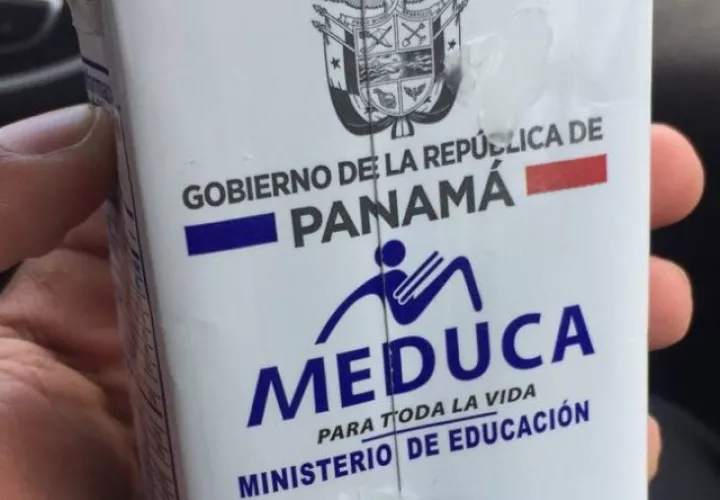 GOBIERNO DE LA REPÚBLICA DE
PANAMÁ
MEDUCA
PARA TODA LA VIDA
MINISTERIO DE EDUCACIÓN